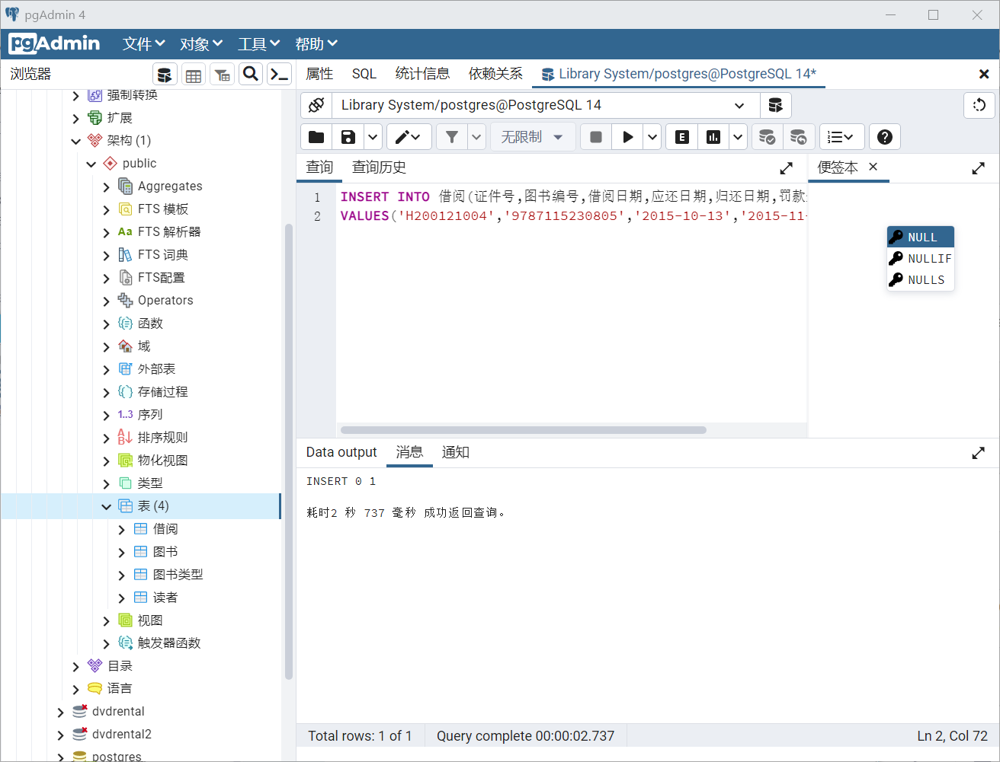 pgAdmin 4
pgAdmin 文件 对象 工具 帮助
浏览器
属性 SQL 统计信息 依赖关系 Library System/postgres@PostgreSQL 14*
强制转换
扩展
架构 (1)
public
Aggregates
FTS 模板
Aa FTS 解析器
FTS 词典
FTS配置
Operators
函数
域
外部表
存储过程
1..3 序列
排序规则
物化视图
类型
表 (4)
借阅
图书
图书类型
读者
视图
触发器函数
目录
语言
dvdrental
dvdrental2
postgres
Library System/postgres@PostgreSQL 14
无限制
E
查询 查询历史
便签本
1 INSERT INTO 借阅(证件号,图书编号,借阅日期,应还日期,归还日期,罚款
2 VALUES('H200121004','9787115230805','2015-10-13','2015-11-
NULL
NULLIF
NULLS
Data output 消息 通知
INSERT 0 1
耗时2 秒 737 毫秒 成功返回查询。
Total rows: 1 of 1 Query complete 00:00:02.737 Ln 2, Col 72